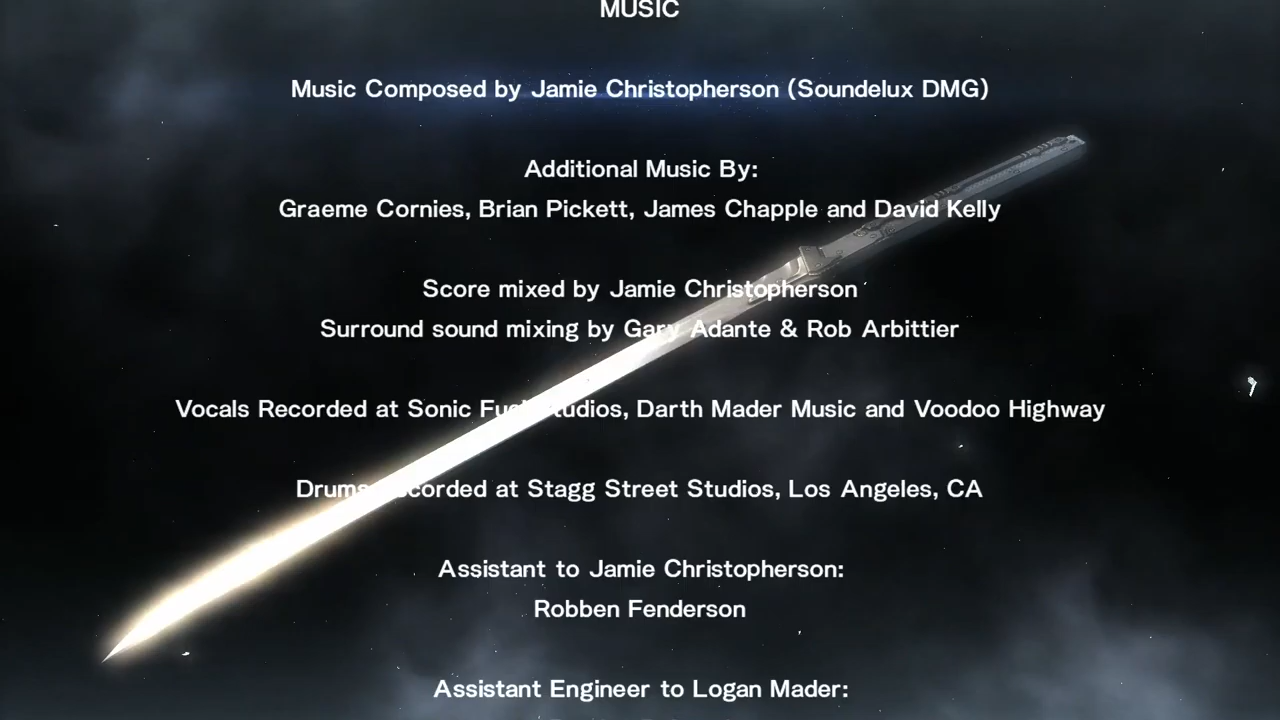 MUSIC
Music Composed by Jamie Christopherson (Soundelux DMG)
Additional Music By:
Graeme Cornies, Brian Pickett, James Chapple and David Kelly
Score mixed by Jamie Christopherson
Surround sound mixing by Gary Adante & Rob Arbittier
Vocals Recorded at Sonic Studios, Darth Mader Music and Voodoo Highway
Drums Recorded at Stagg Street Studios, Los Angeles, CA
Assistant to Jamie Christopherson:
Robben Fenderson
Assistant Engineer to Logan Mader: